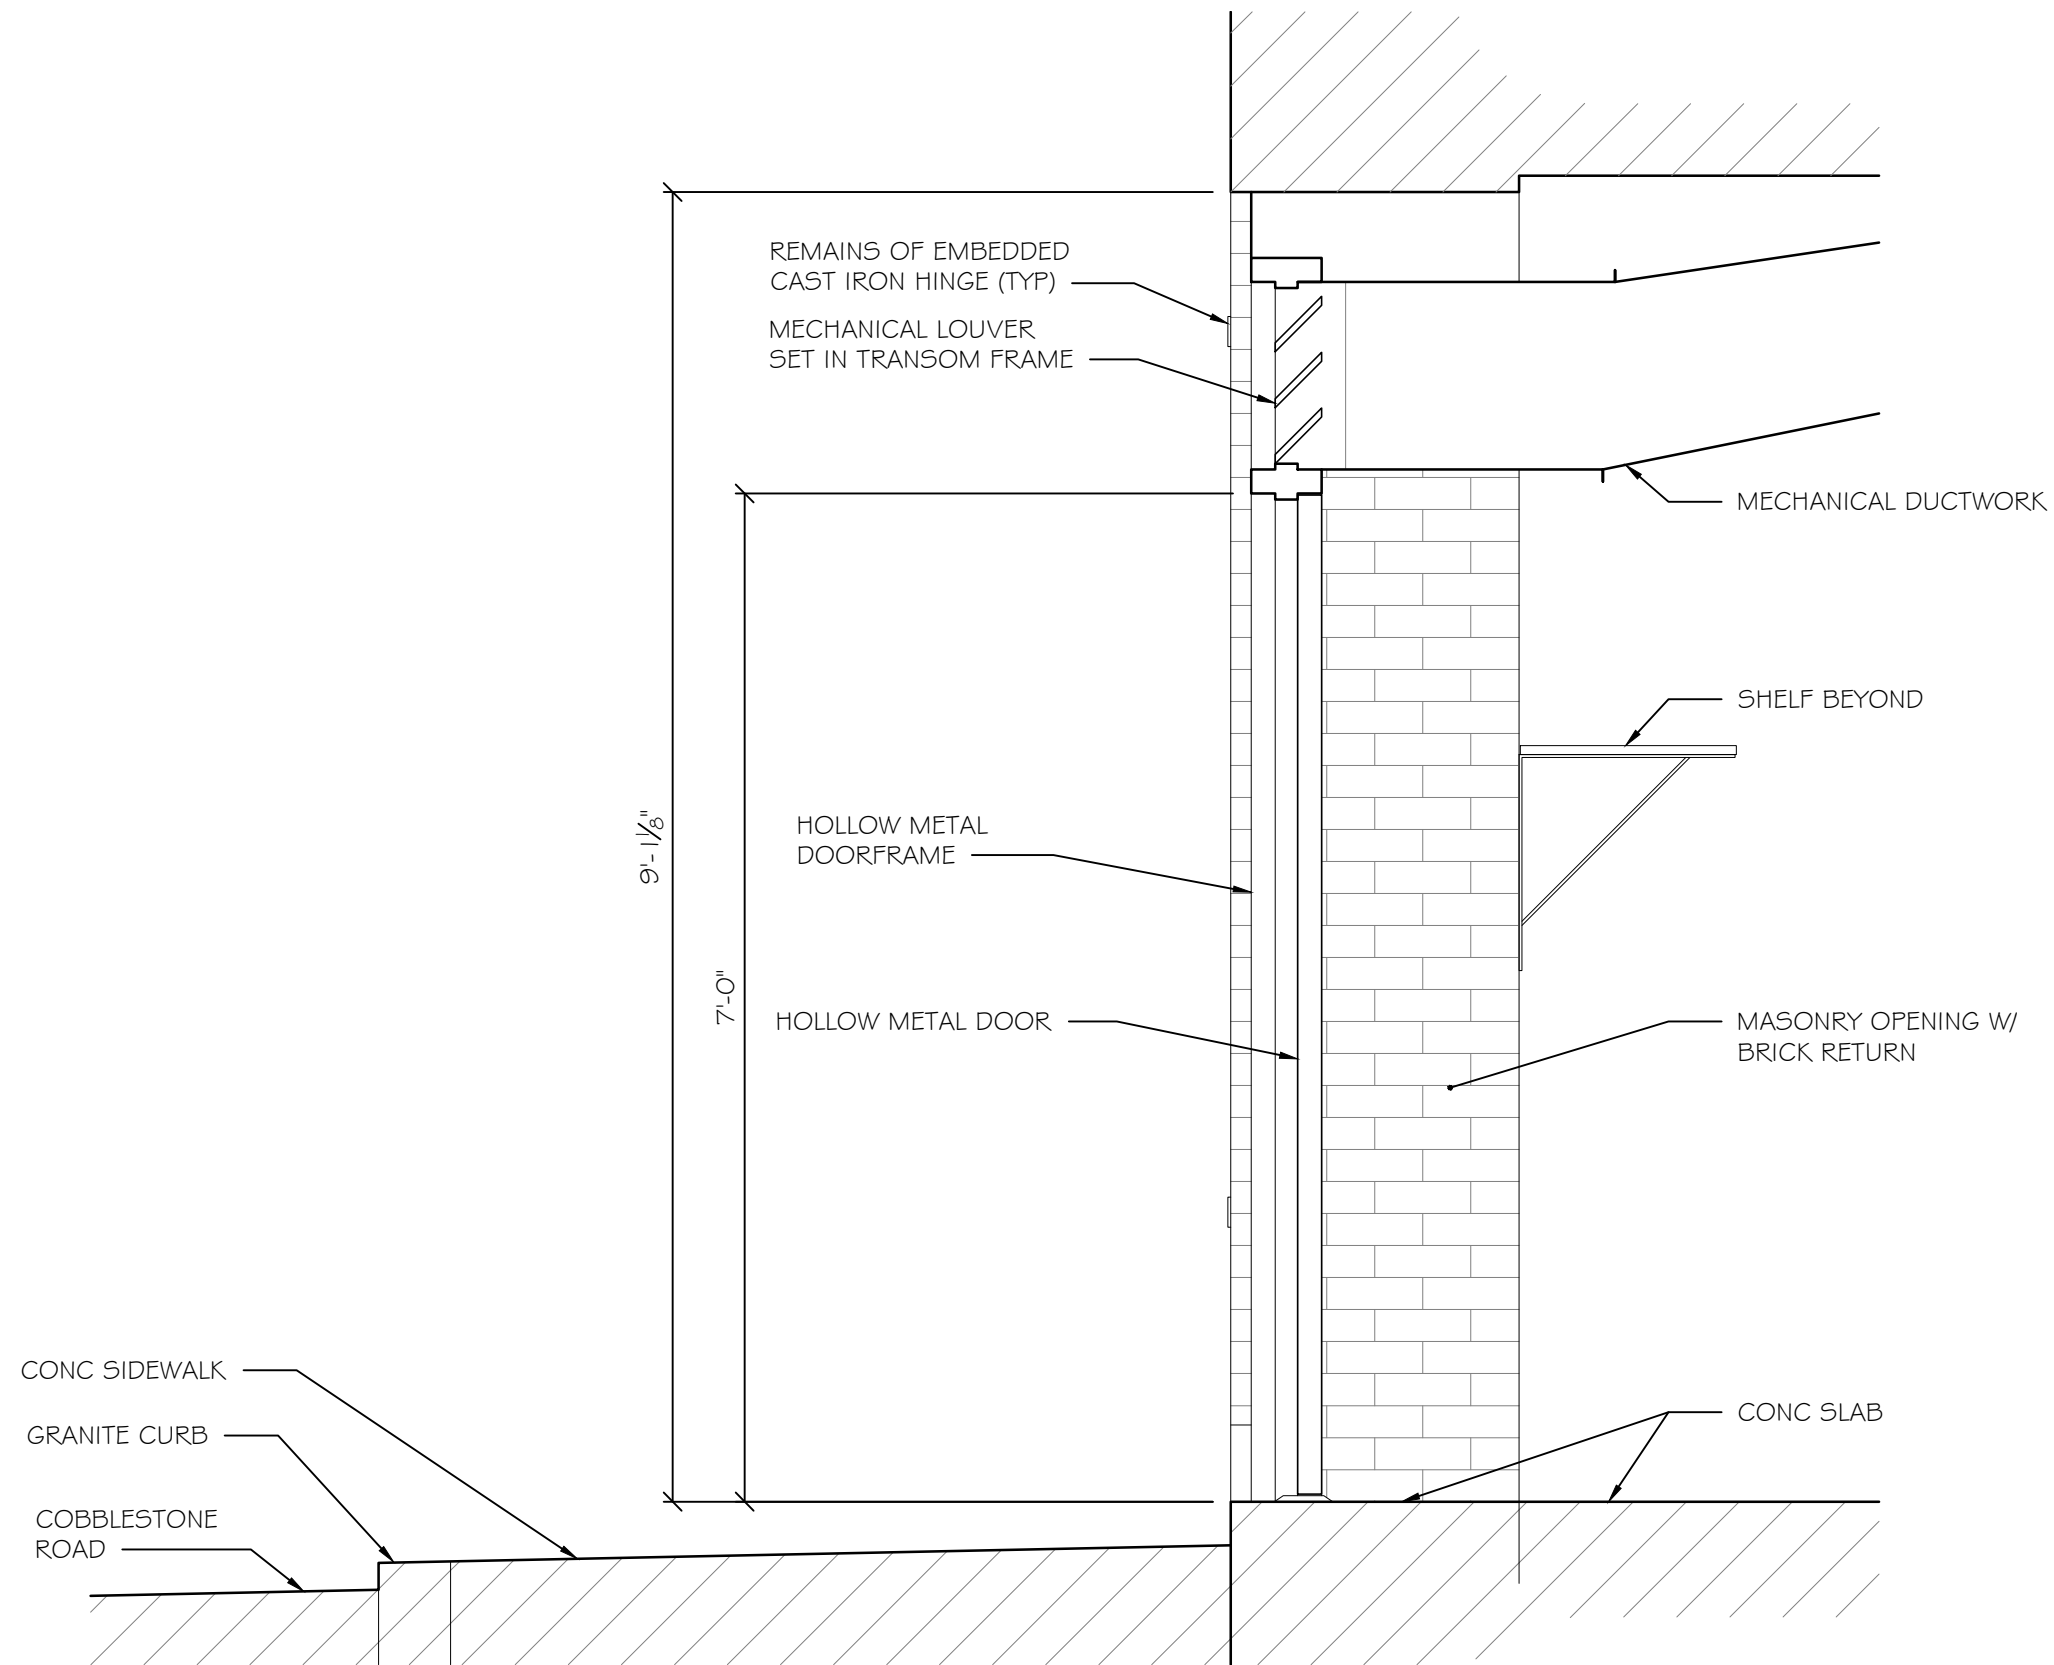 REMAINS OF EMBEDDED
CAST IRON HINGE (TYP)
MECHANICAL LOUVER
SET IN TRANSOM FRAME
MECHANICAL DUCTWORK
SHELF BEYOND
9'-1⅛"
HOLLOW METAL
DOORFRAME
7'-0"
HOLLOW METAL DOOR
MASONRY OPENING W/
BRICK RETURN
CONC SIDEWALK
GRANITE CURB
COBBLESTONE
ROAD
CONC SLAB